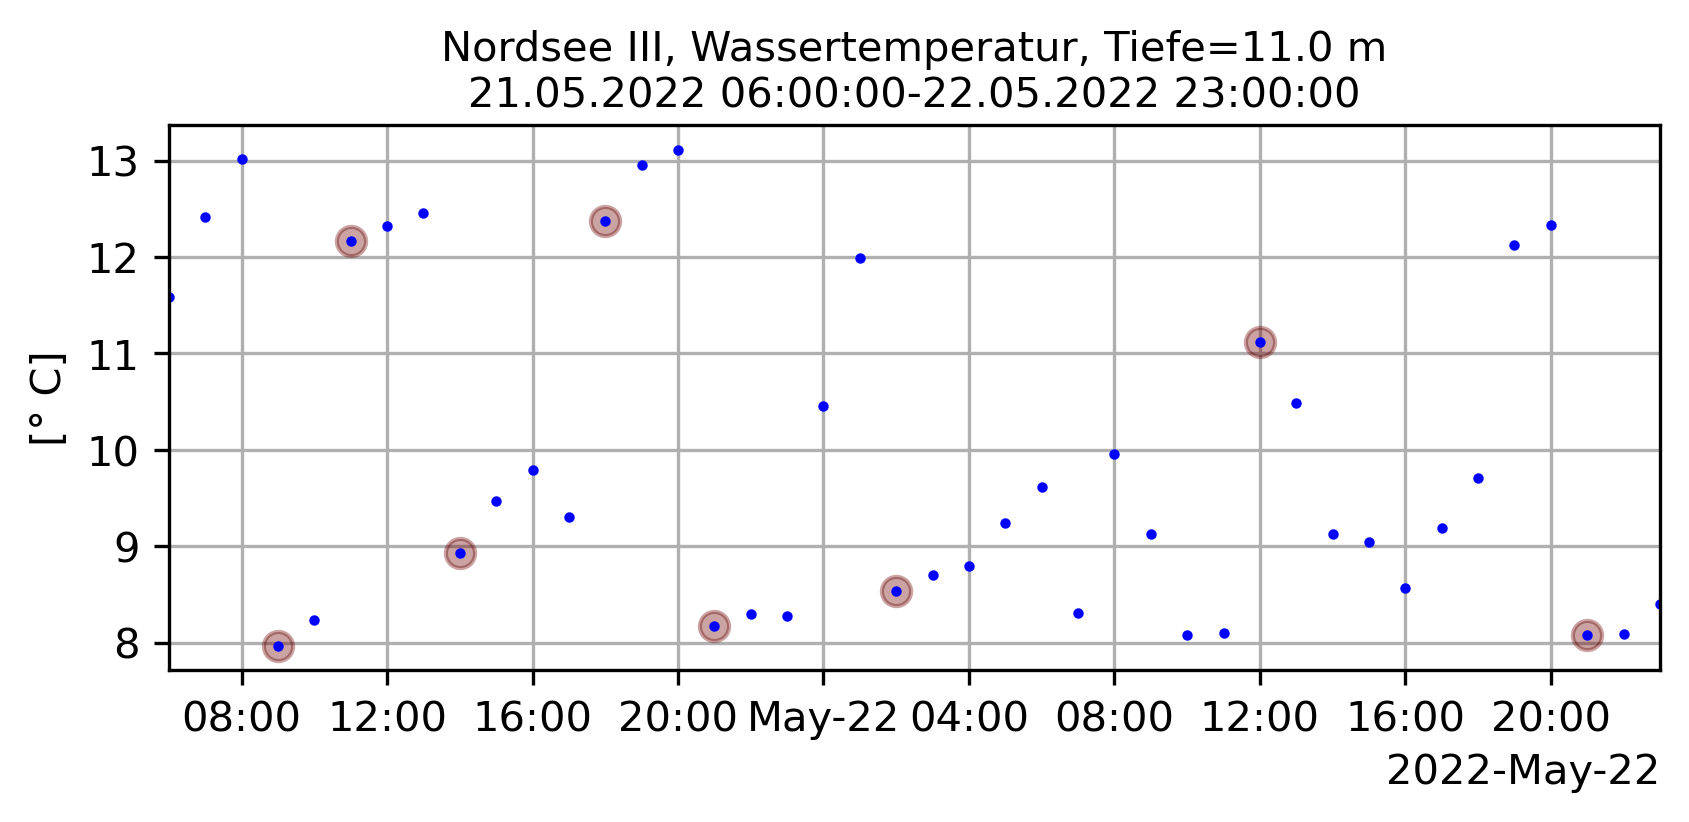 Nordsee III, Wassertemperatur, Tiefe=11.0 m
21.05.2022 06:00:00-22.05.2022 23:00:00
13
12
11
10
9
8
[° C]
08:00 12:00 16:00 20:00 May-22 04:00 08:00 12:00 16:00 20:00
2022-May-22